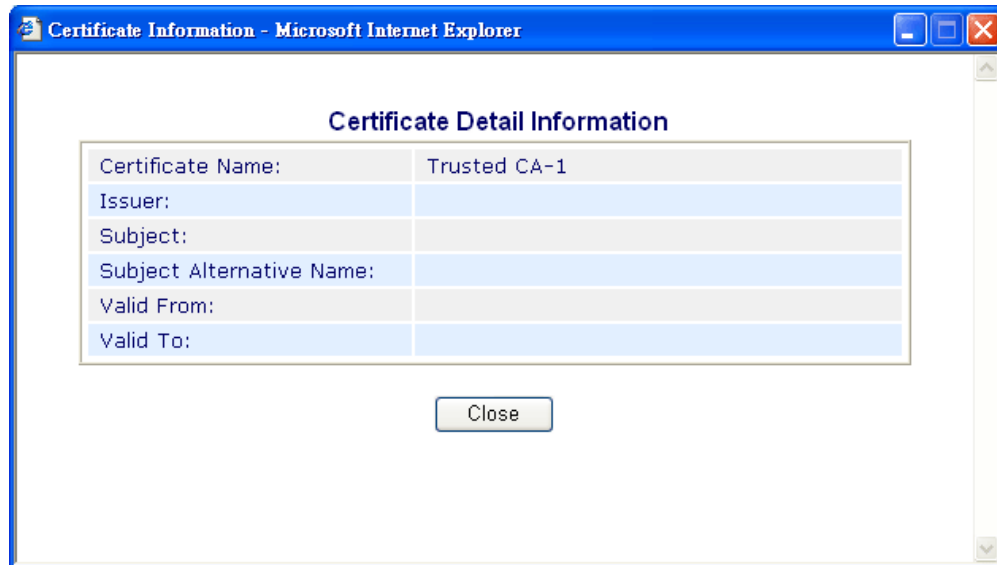 Certificate Information - Microsoft Internet Explorer
Certificate Detail Information
Certificate Name: Trusted CA-1
Issuer:
Subject:
Subject Alternative Name:
Valid From:
Valid To:
Close